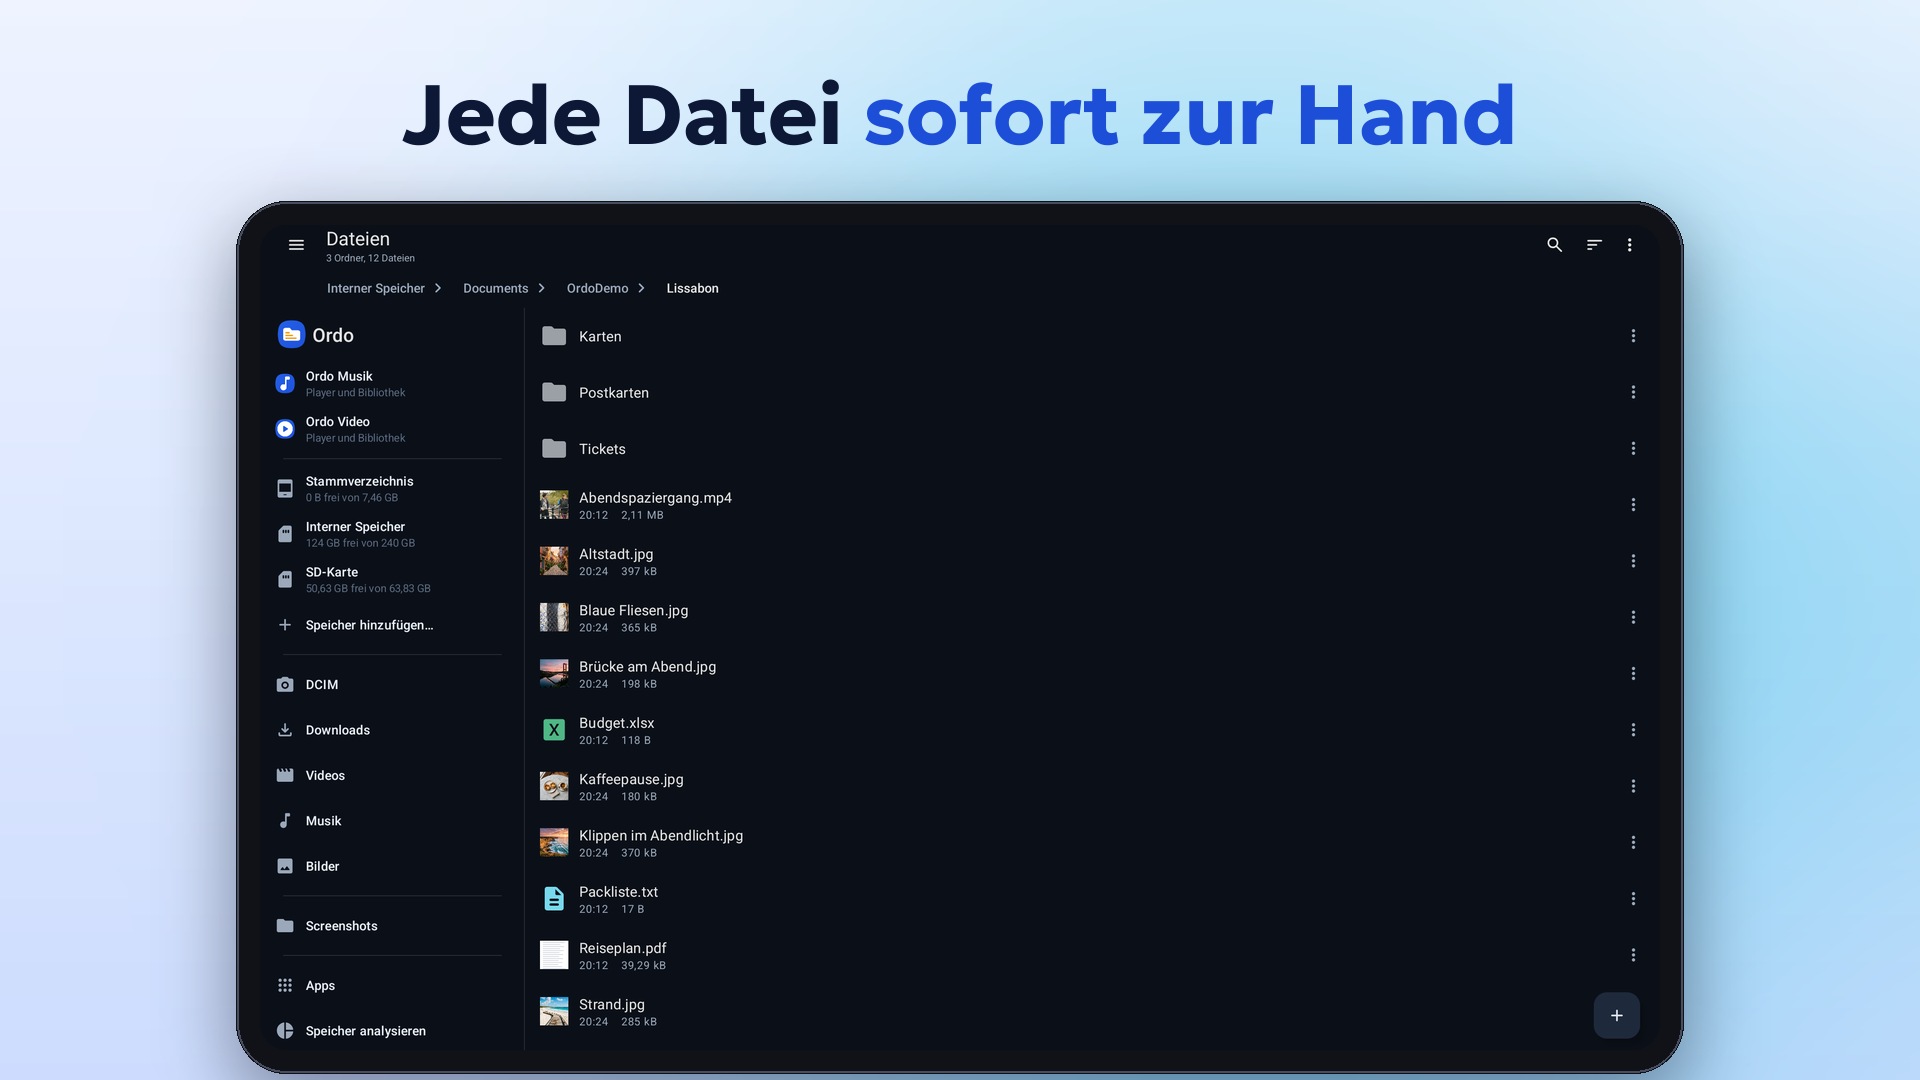 Jede Datei sofort zur Hand
Dateien
3 Ordner, 12 Dateien
Interner Speicher
Documents
OrdoDemo
Lissabon
Ordo
Ordo Musik
Player und Bibliothek
Ordo Video
Player und Bibliothek
Stammverzeichnis
0 B frei von 7,46 GB
Interner Speicher
124 GB frei von 240 GB
SD-Karte
50,63 GB frei von 63,83 GB
Speicher hinzufügen…
DCIM
Downloads
Videos
Musik
Bilder
Screenshots
Apps
Speicher analysieren
Karten
Postkarten
Tickets
Abendspaziergang.mp4
20:12 2,11 MB
Altstadt.jpg
20:24 397 kB
Blaue Fliesen.jpg
20:24 365 kB
Brücke am Abend.jpg
20:24 198 kB
X
Budget.xlsx
20:12 118 B
Kaffeepause.jpg
20:24 180 kB
Klippen im Abendlicht.jpg
20:24 370 kB
Packliste.txt
20:12 17 B
Reiseplan.pdf
20:12 39,29 kB
Strand.jpg
20:24 285 kB